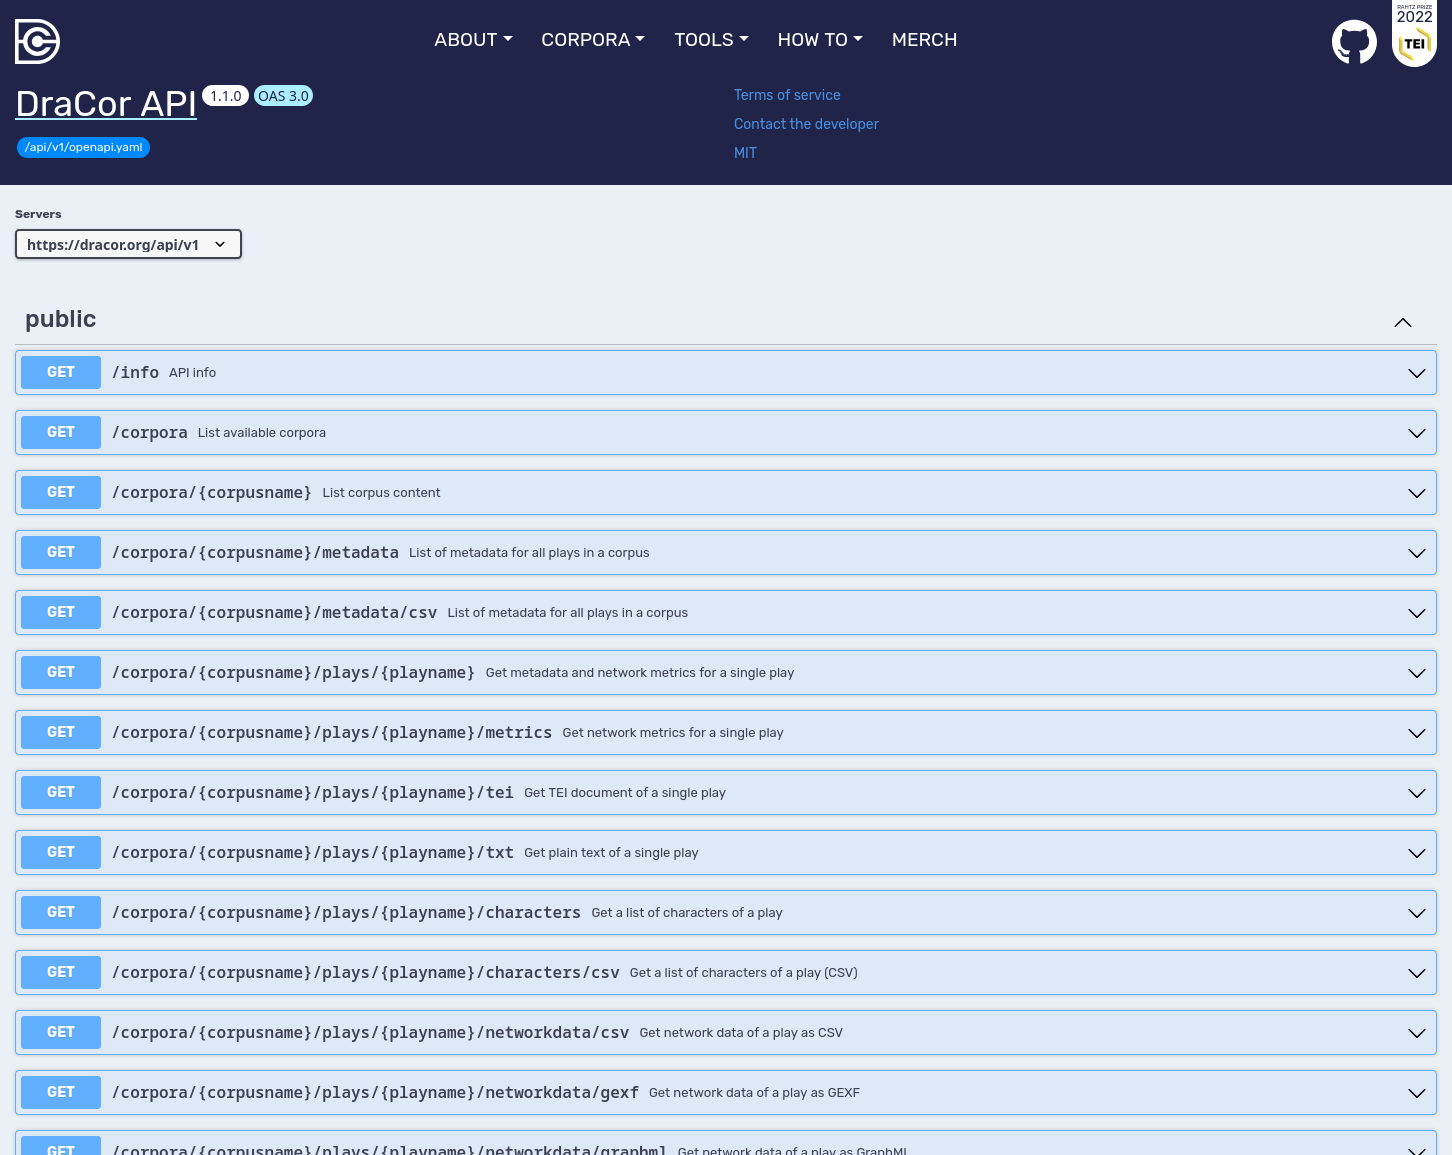 ABOUT CORPORA TOOLS HOW TO MERCH
RAHTZ PRIZE
2022
TEI
DraCor API 1.1.0 OAS 3.0
/api/v1/openapi.yaml
Terms of service
Contact the developer
MIT
Servers
https://dracor.org/api/v1
public
GET /info API info
GET /corpora List available corpora
GET /corpora/{corpusname} List corpus content
GET /corpora/{corpusname}/metadata List of metadata for all plays in a corpus
GET /corpora/{corpusname}/metadata/csv List of metadata for all plays in a corpus
GET /corpora/{corpusname}/plays/{playname} Get metadata and network metrics for a single play
GET /corpora/{corpusname}/plays/{playname}/metrics Get network metrics for a single play
GET /corpora/{corpusname}/plays/{playname}/tei Get TEI document of a single play
GET /corpora/{corpusname}/plays/{playname}/txt Get plain text of a single play
GET /corpora/{corpusname}/plays/{playname}/characters Get a list of characters of a play
GET /corpora/{corpusname}/plays/{playname}/characters/csv Get a list of characters of a play (CSV)
GET /corpora/{corpusname}/plays/{playname}/networkdata/csv Get network data of a play as CSV
GET /corpora/{corpusname}/plays/{playname}/networkdata/gexf Get network data of a play as GEXF
GET /corpora/{corpusname}/plays/{playname}/networkdata/graphml Get network data of a play as GraphML